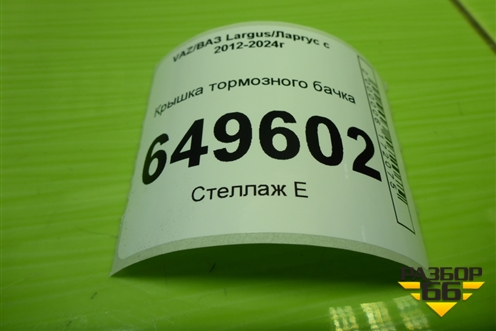 VAZ/ВАЗ Largus/Ларгус с
2012-2024г
Крышка тормозного бачка
649602
Стеллаж Е
РАЗБОР
66